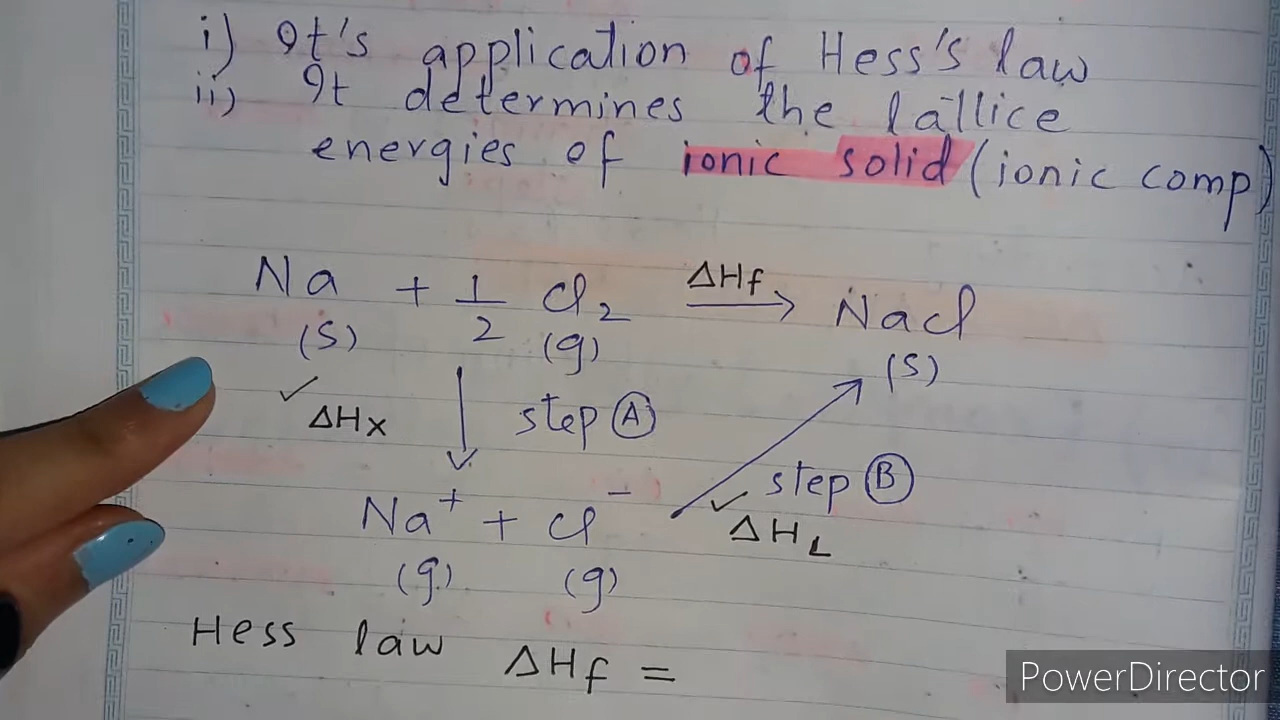 i) It's application of Hess's law
ii) It determines the lattice
energies of ionic solid (ionic comp)
Na + 1/2 Cl2 ΔHf → NaCl
(S) (g) (S)
✓ ΔHx ↓ step Ⓐ
step Ⓑ
Na+ + Cl− ✓ ΔHL
(g) (g)
Hess law ΔHf =
PowerDirector